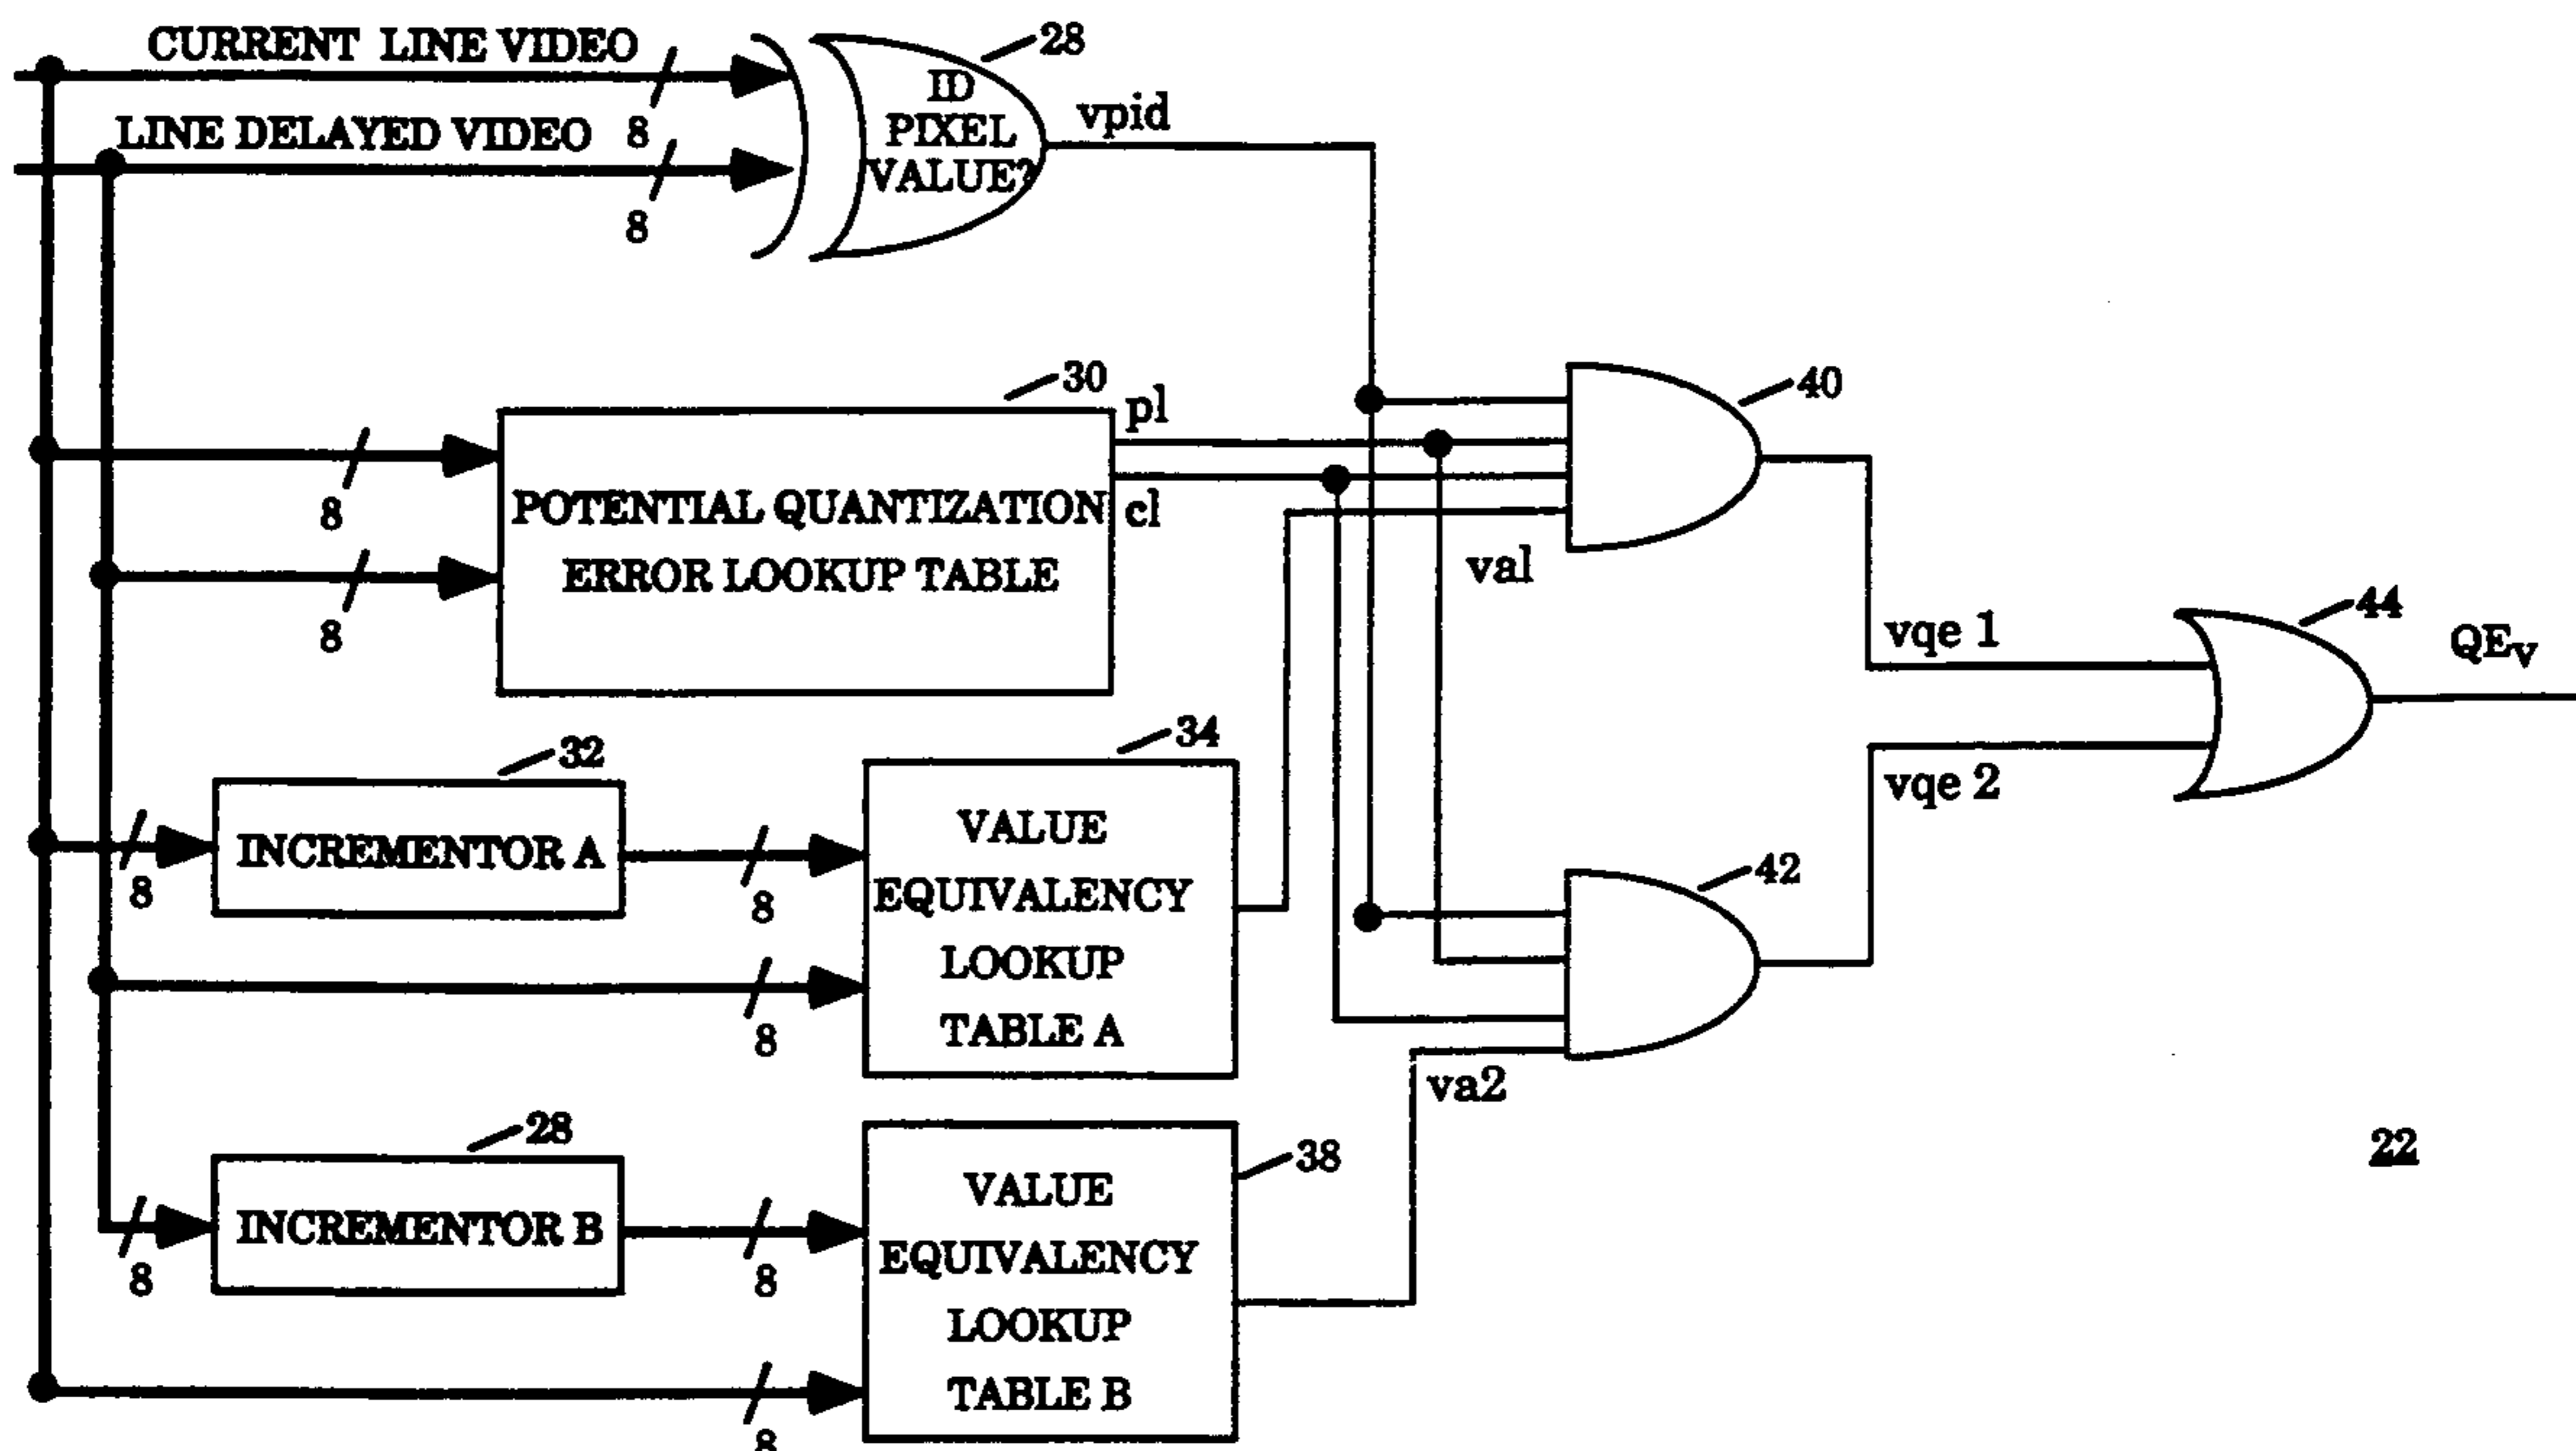 CURRENT LINE VIDEO
8
LINE DELAYED VIDEO
8
28
ID
PIXEL
VALUE?
vpid
30
pl
cl
8
8
POTENTIAL QUANTIZATION
ERROR LOOKUP TABLE
40
val
32
INCREMENTOR A
8
8
34
VALUE
EQUIVALENCY
LOOKUP
TABLE A
8
vqe 1
44
QEv
vqe 2
42
va2
28
INCREMENTOR B
8
8
38
VALUE
EQUIVALENCY
LOOKUP
TABLE B
8
22